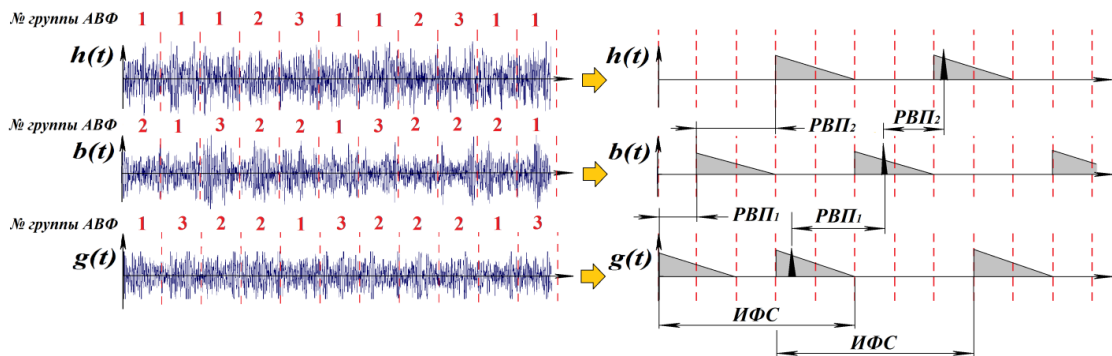 № группы АВФ 1 1 1 2 3 1 1 2 3 1 1
h(t) h(t)
РВП₂ РВП₂
№ группы АВФ 2 1 3 2 2 1 3 2 2 2 1
b(t) b(t)
РВП₁ РВП₁
№ группы АВФ 1 3 2 2 1 3 2 2 2 1 3
g(t) g(t)
ИФС
ИФС